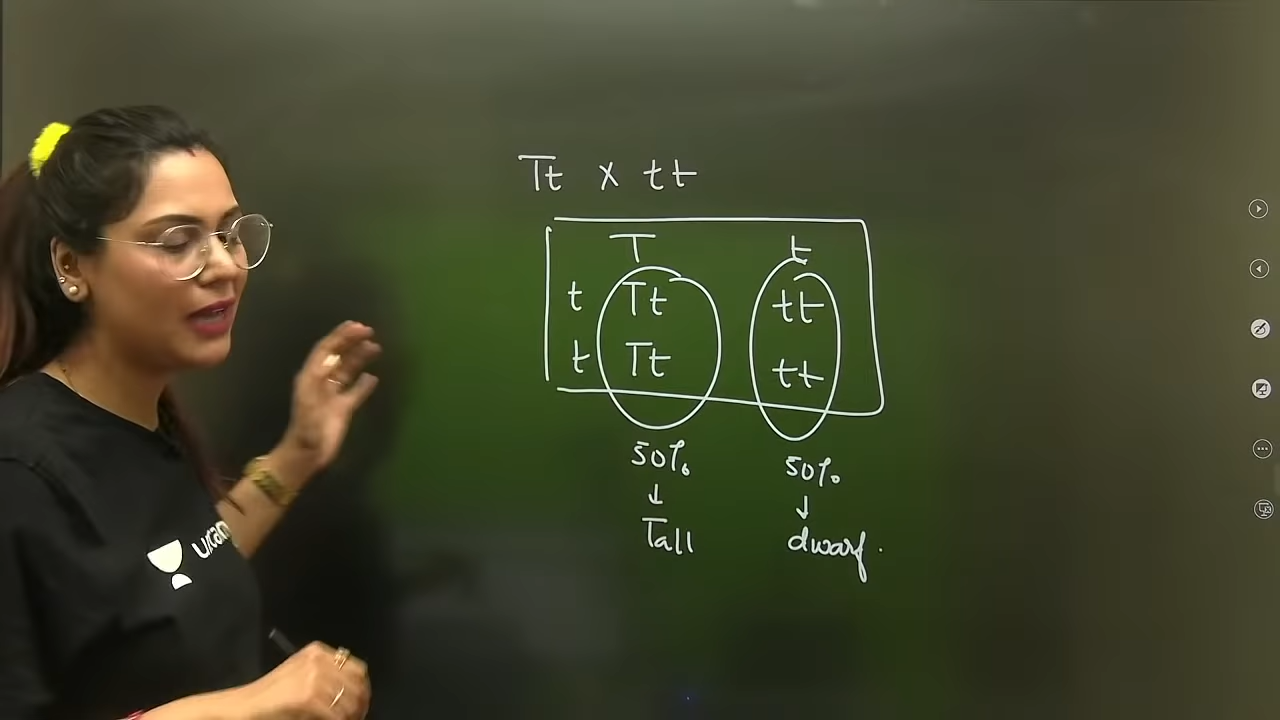 Tt x tt
T t
t Tt tt
t Tt tt
50% 50%
↓ ↓
Tall dwarf.